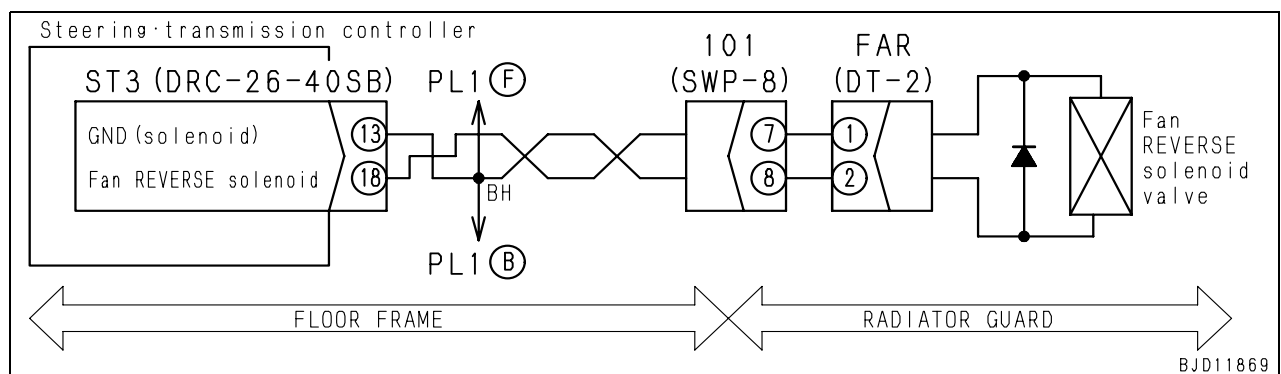 Steering·transmission controller
ST3 (DRC-26-40SB)
GND (solenoid)
13
Fan REVERSE solenoid
18
PL1 F
BH
PL1 B
101
(SWP-8)
7
8
FAR
(DT-2)
1
2
Fan
REVERSE
solenoid
valve
FLOOR FRAME
RADIATOR GUARD
BJD11869